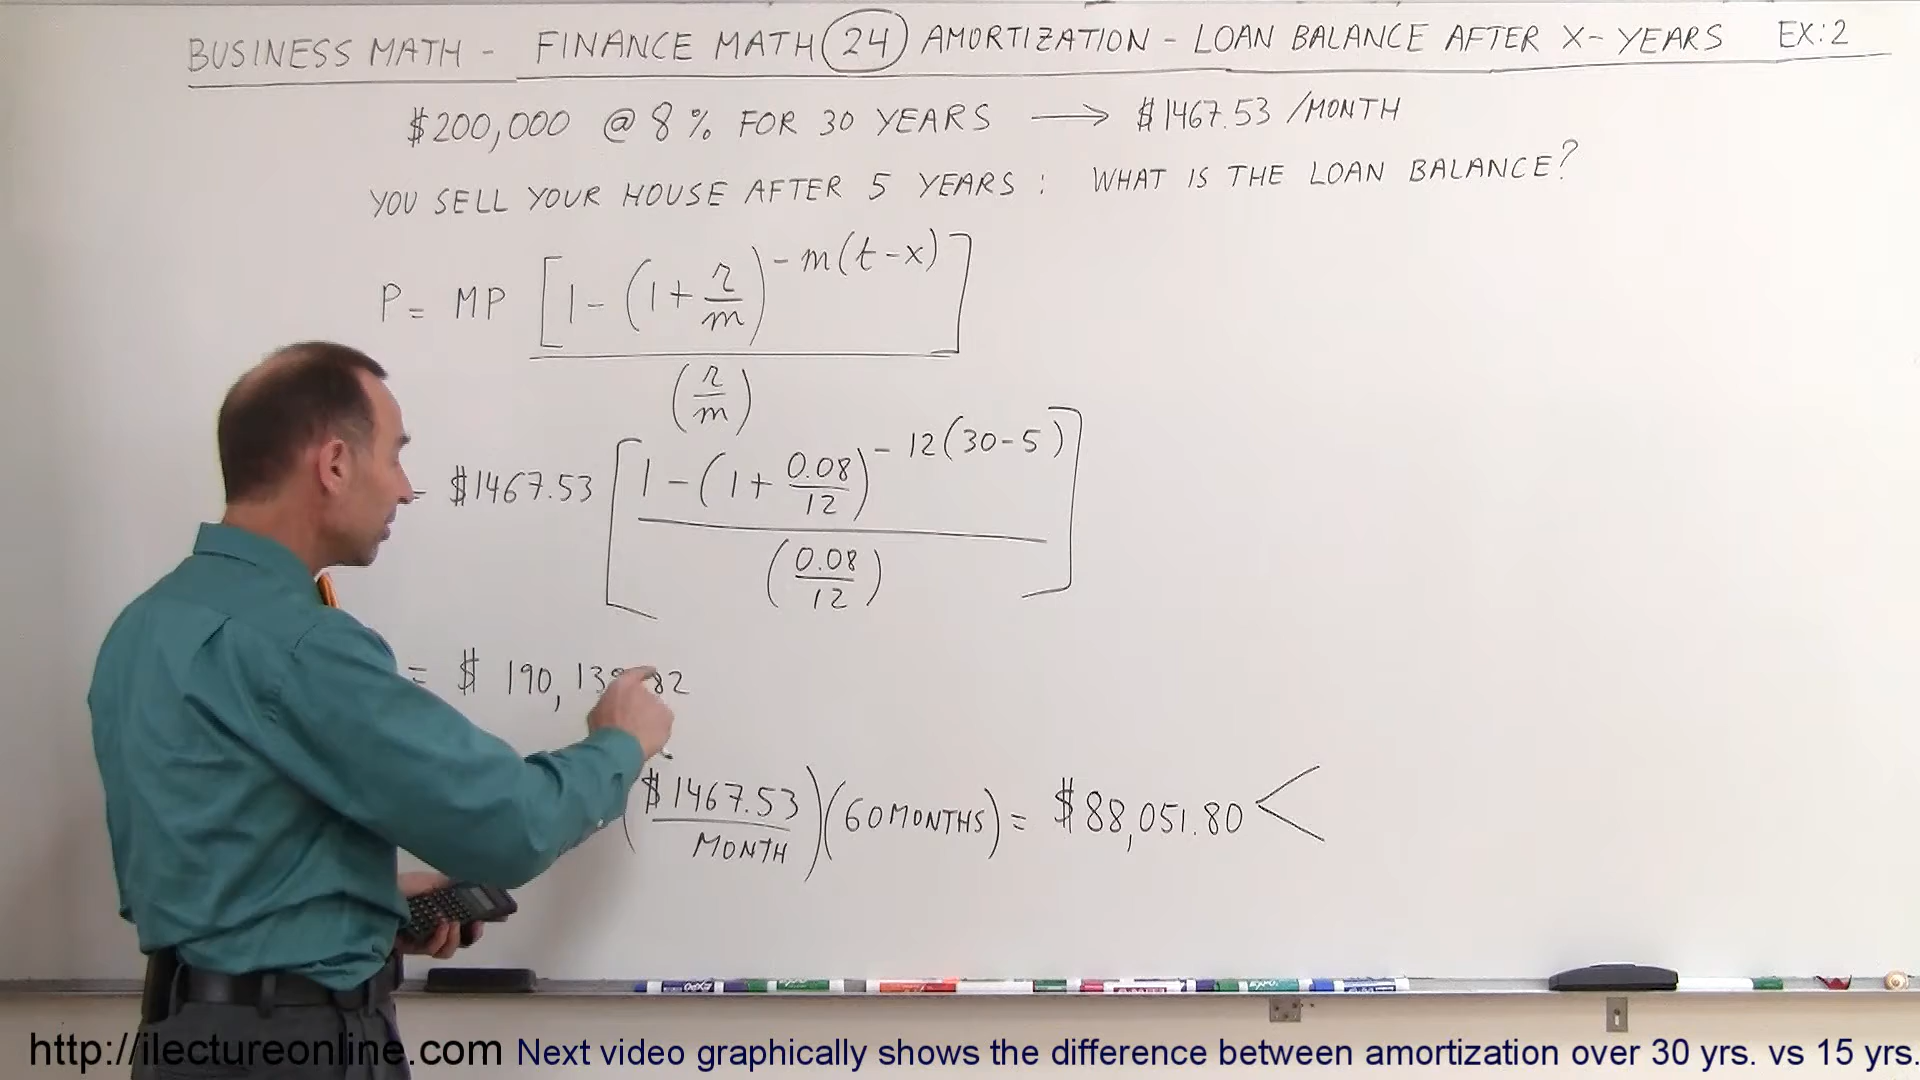 BUSINESS MATH - FINANCE MATH 24 AMORTIZATION - LOAN BALANCE AFTER X-YEARS EX:2
$200,000 @ 8% FOR 30 YEARS → $1467.53 /MONTH
YOU SELL YOUR HOUSE AFTER 5 YEARS : WHAT IS THE LOAN BALANCE?
P = MP [1 - (1 + r/m)^-m(t-x)] / (r/m)
= $1467.53 [1 - (1 + 0.08/12)^-12(30-5) / (0.08/12)]
= $ 190,13 82
($1467.53/MONTH)(60 MONTHS) = $88,051.80 <
http://ilectureonline.com Next video graphically shows the difference between amortization over 30 yrs. vs 15 yrs.